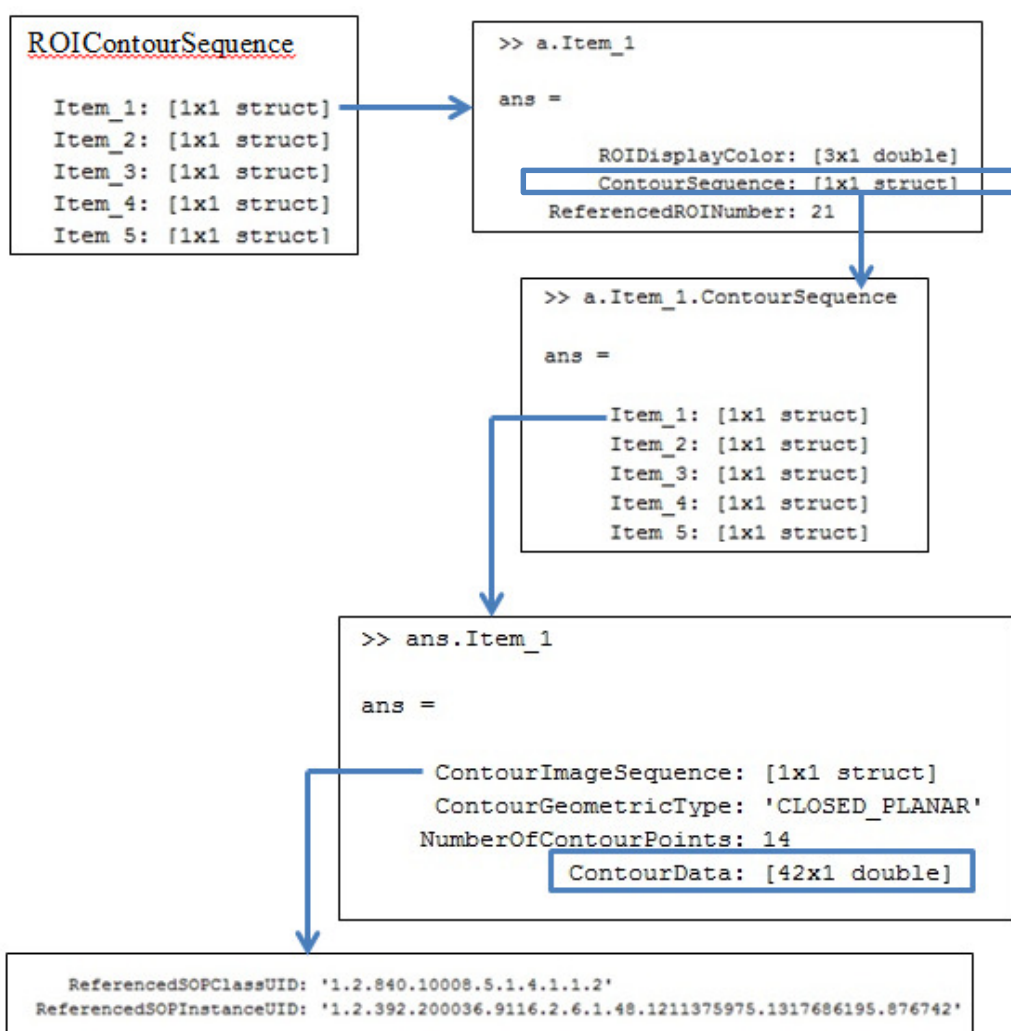 ROIContourSequence
Item_1: [1x1 struct]
Item_2: [1x1 struct]
Item_3: [1x1 struct]
Item_4: [1x1 struct]
Item 5: [1x1 struct]
>> a.Item_1
ans =
ROIDisplayColor: [3x1 double]
ContourSequence: [1x1 struct]
ReferencedROINumber: 21
>> a.Item_1.ContourSequence
ans =
Item_1: [1x1 struct]
Item_2: [1x1 struct]
Item_3: [1x1 struct]
Item_4: [1x1 struct]
Item 5: [1x1 struct]
>> ans.Item_1
ans =
ContourImageSequence: [1x1 struct]
ContourGeometricType: 'CLOSED_PLANAR'
NumberOfContourPoints: 14
ContourData: [42x1 double]
ReferencedSOPClassUID: '1.2.840.10008.5.1.4.1.1.2'
ReferencedSOPInstanceUID: '1.2.392.200036.9116.2.6.1.48.1211375975.1317686195.876742'